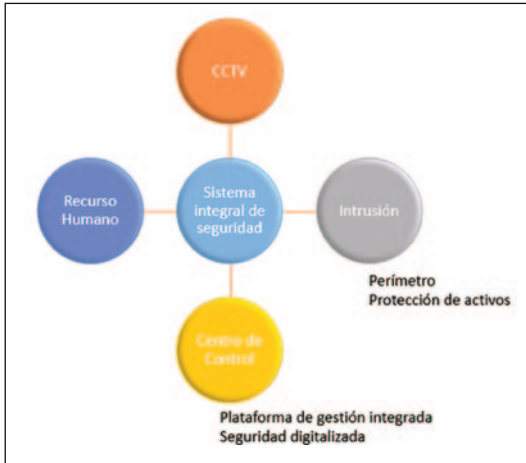 CCTV
Recurso
Humano
Sistema
integral de
seguridad
Intrusión
Perímetro
Protección de activos
Centro de
Control
Plataforma de gestión integrada
Seguridad digitalizada